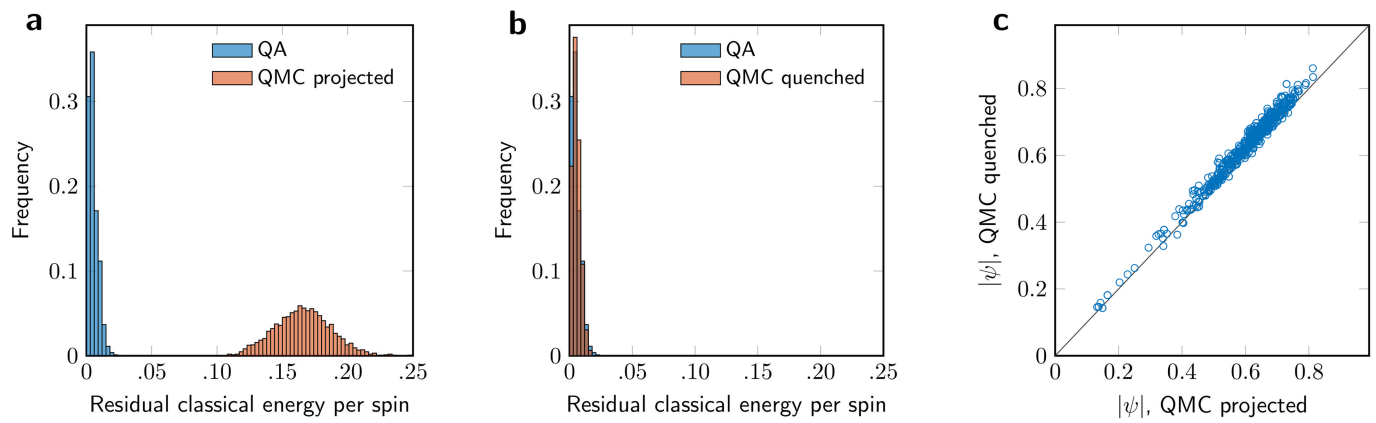 a
QA
QMC projected
Frequency
0.3
0.2
0.1
0
0
.05
.10
.15
.20
.25
Residual classical energy per spin
b
QA
QMC quenched
Frequency
0.3
0.2
0.1
0
0
.05
.10
.15
.20
.25
Residual classical energy per spin
c
|ψ|, QMC quenched
0.8
0.6
0.4
0.2
0
0
0.2
0.4
0.6
0.8
|ψ|, QMC projected